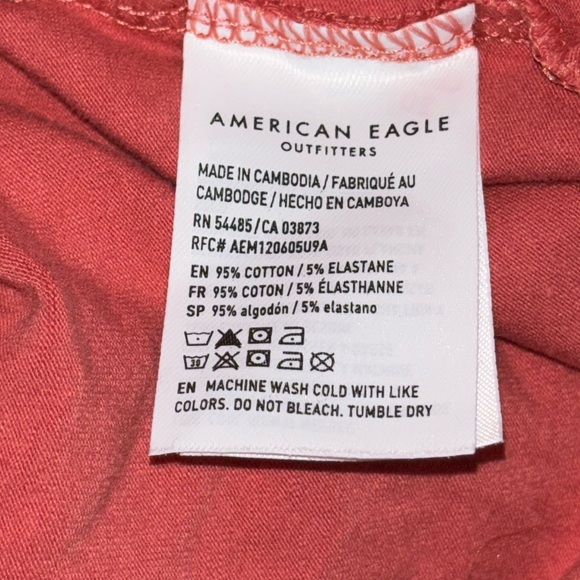 AMERICAN EAGLE
OUTFITTERS
MADE IN CAMBODIA / FABRIQUÉ AU
CAMBODGE / HECHO EN CAMBOYA
RN 54485/CA 03873
RFC# AEM120605U9A
EN 95% COTTON / 5% ELASTANE
FR 95% COTON / 5% ÉLASTHANNE
SP 95% algodón / 5% elastano
30
EN MACHINE WASH COLD WITH LIKE
COLORS. DO NOT BLEACH. TUMBLE DRY